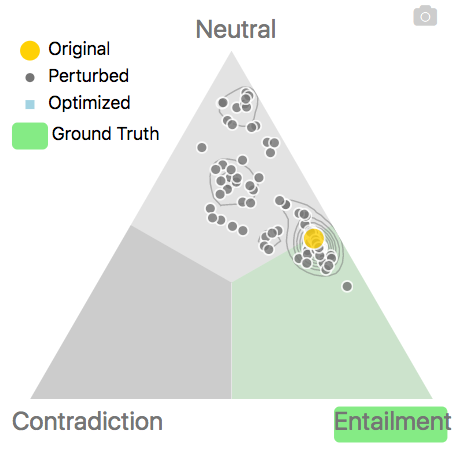 Neutral
Original
Perturbed
Optimized
Ground Truth
Contradiction
Entailment